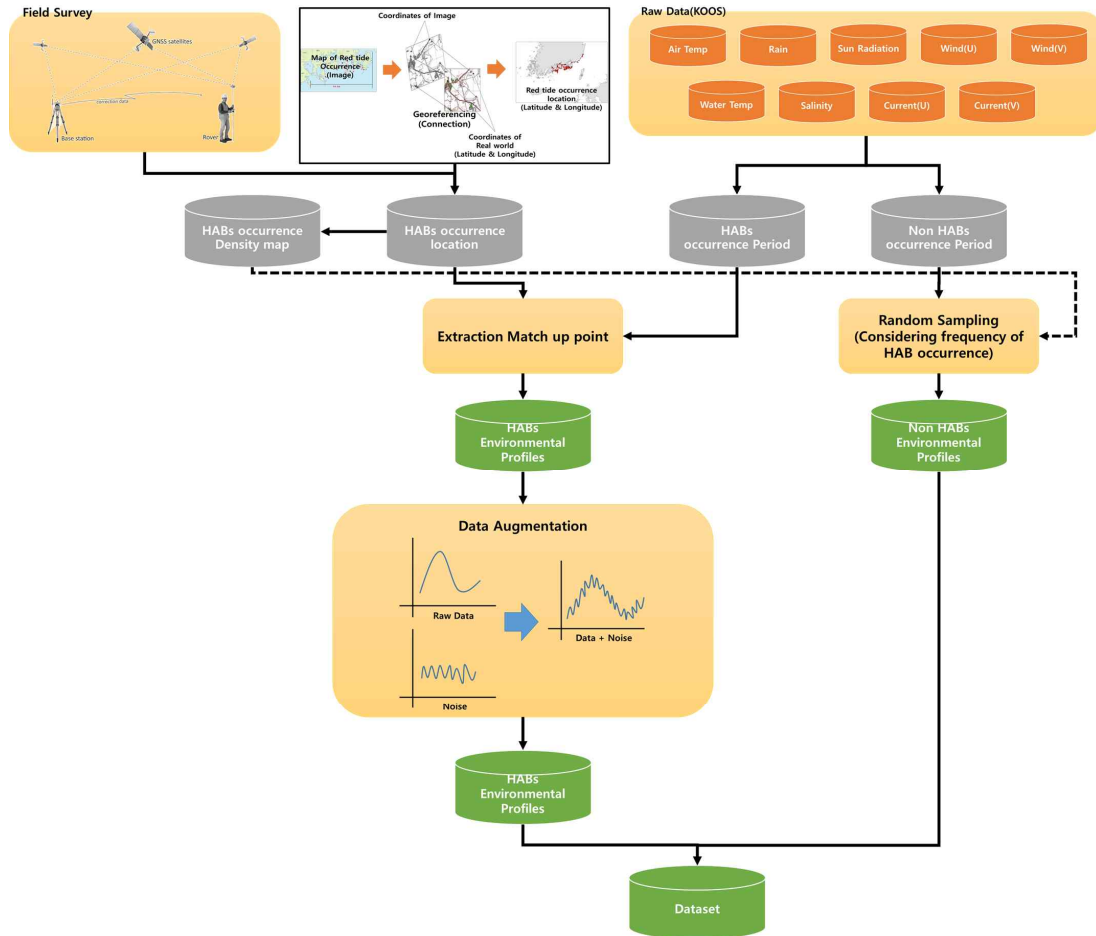 Field Survey
GNSS satellites
correction data
Base station
Rover
Coordinates of Image
Map of Red tide
Occurrence
(Image)
Georeferencing
(Connection)
Coordinates of
Real world
(Latitude & Longitude)
Red tide occurrence
location
(Latitude & Longitude)
Raw Data(KOOS)
Air Temp
Rain
Sun Radiation
Wind(U)
Wind(V)
Water Temp
Salinity
Current(U)
Current(V)
HABs occurrence
Density map
HABs occurrence
location
HABs
occurrence Period
Non HABs
occurrence Period
Extraction Match up point
Random Sampling
(Considering frequency of
HAB occurrence)
HABs
Environmental
Profiles
Non HABs
Environmental
Profiles
Data Augmentation
Raw Data
Data + Noise
Noise
HABs
Environmental
Profiles
Dataset